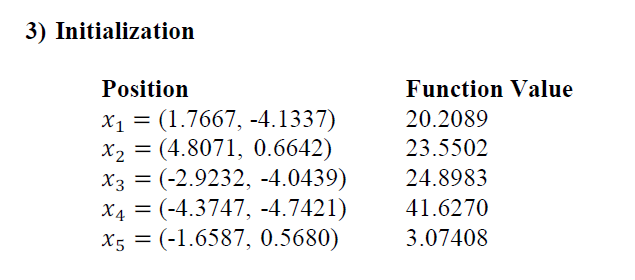 3) Initialization
Position Function Value
x₁ = (1.7667, -4.1337) 20.2089
x₂ = (4.8071, 0.6642) 23.5502
x₃ = (-2.9232, -4.0439) 24.8983
x₄ = (-4.3747, -4.7421) 41.6270
x₅ = (-1.6587, 0.5680) 3.07408